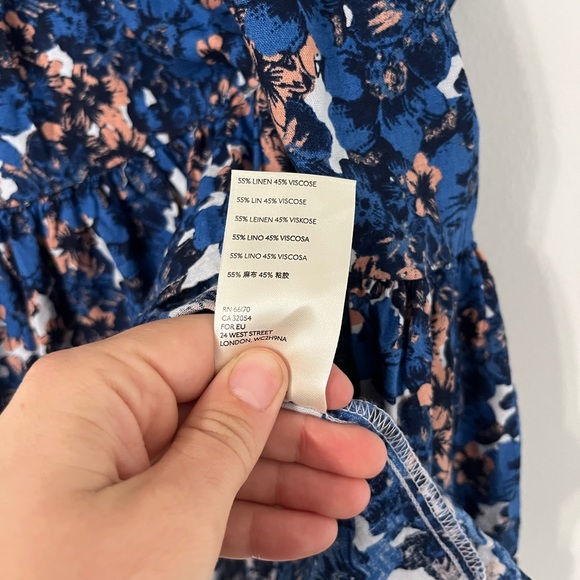 55% LINEN 45% VISCOSE
55% LIN 45% VISCOSE
55% LEINEN 45% VISKOSE
55% LINO 45% VISCOSA
55% LINO 45% VISCOSA
55% 麻布 45% 粘胶
RN 66170
CA 32054
FOR EU
24 WEST STREET
LONDON, WC2H9NA